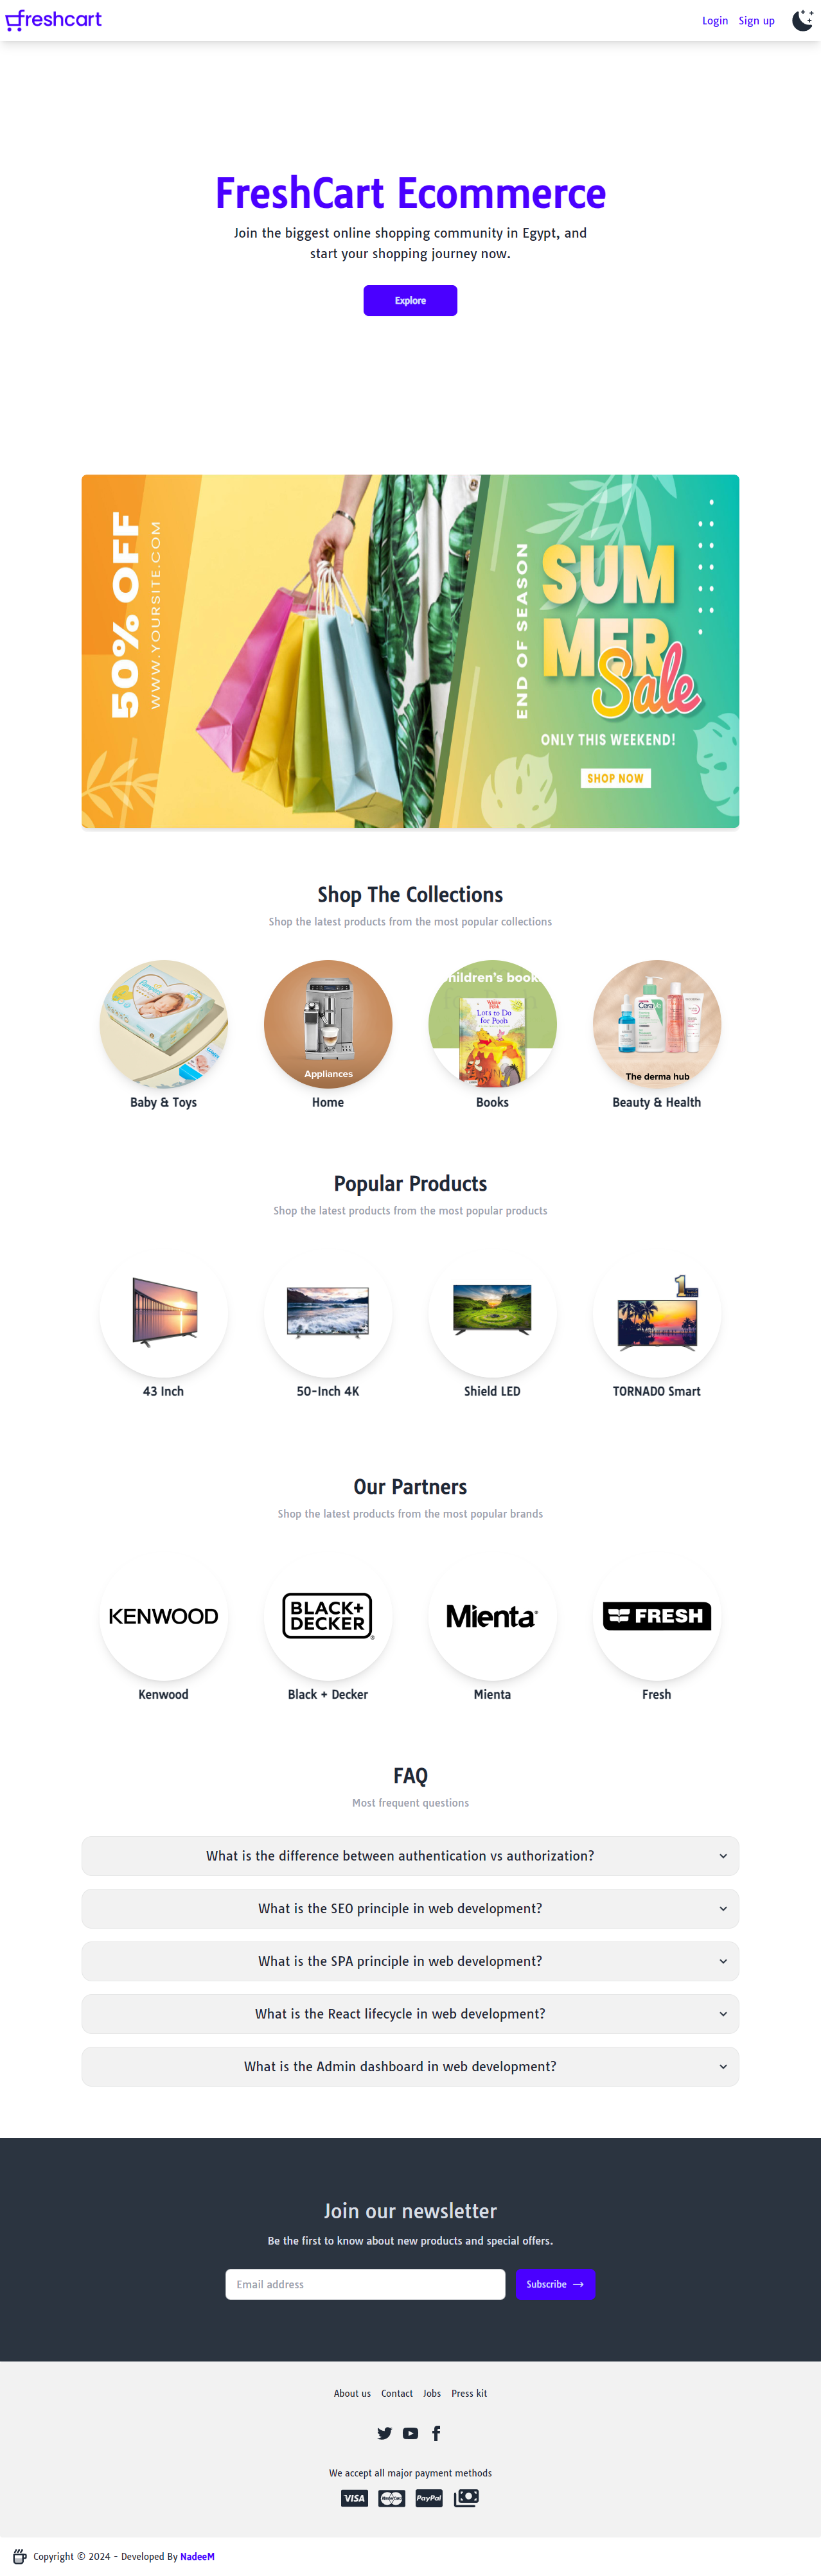 freshcart
Login Sign up
FreshCart Ecommerce
Join the biggest online shopping community in Egypt, and
start your shopping journey now.
Explore
50% OFF
WWW.YOURSITE.COM
END OF SEASON
SUM
MER
Sale
ONLY THIS WEEKEND!
SHOP NOW
Shop The Collections
Shop the latest products from the most popular collections
Pampers
Appliances
hildren's book
Lots to Do
for Pooh
CeraVe
The derma hub
Baby & Toys
Home
Books
Beauty & Health
Popular Products
Shop the latest products from the most popular products
43 Inch
50-Inch 4K
Shield LED
TORNADO Smart
Our Partners
Shop the latest products from the most popular brands
KENWOOD
BLACK+
DECKER
Mienta
FRESH
Kenwood
Black + Decker
Mienta
Fresh
FAQ
Most frequent questions
What is the difference between authentication vs authorization?
What is the SEO principle in web development?
What is the SPA principle in web development?
What is the React lifecycle in web development?
What is the Admin dashboard in web development?
Join our newsletter
Be the first to know about new products and special offers.
Email address
Subscribe →
About us Contact Jobs Press kit
We accept all major payment methods
VISA MasterCard PayPal
Copyright © 2024 - Developed By NadeeM